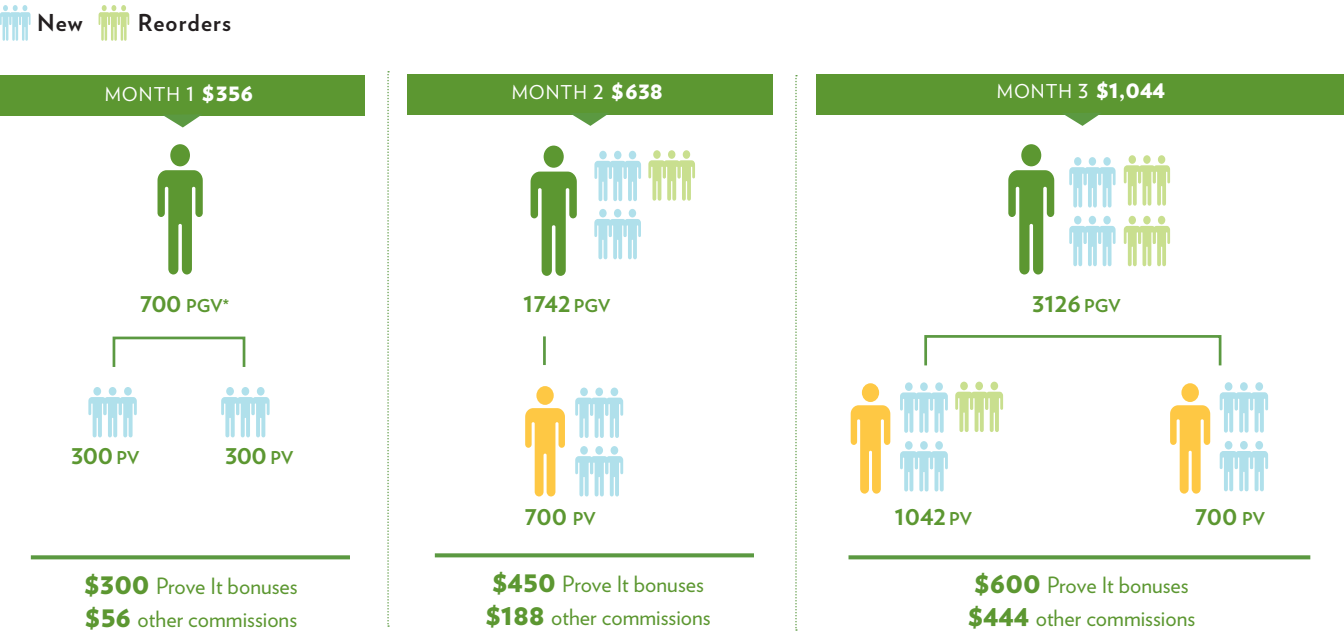 New Reorders
MONTH 1 $356
700 PGV*
300 PV 300 PV
$300 Prove It bonuses
$56 other commissions
MONTH 2 $638
1742 PGV
700 PV
$450 Prove It bonuses
$188 other commissions
MONTH 3 $1,044
3126 PGV
1042 PV 700 PV
$600 Prove It bonuses
$444 other commissions